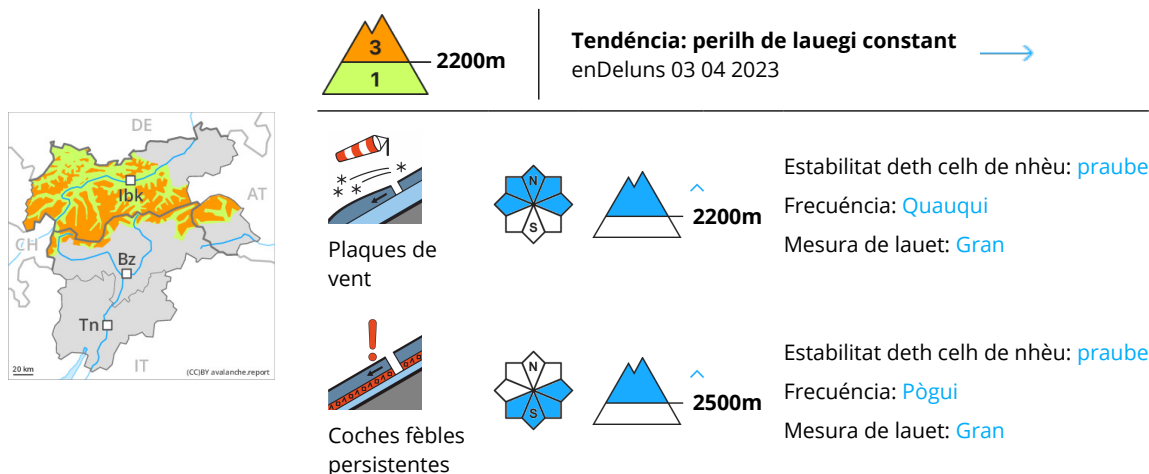 3
1
2200m
Tendéncia: perilh de lauegi constant
enDeluns 03 04 2023
DE
Ibk
AT
CH
Bz
Tn
IT
20 km
(CC)BY avalanche.report
Plaques de
vent
N
S
2200m
Estabilitat deth celh de nhèu: praube
Frecuéncia: Quauqui
Mesura de lauet: Gran
Coches fèbles
persistentes
N
S
2500m
Estabilitat deth celh de nhèu: praube
Frecuéncia: Pògui
Mesura de lauet: Gran